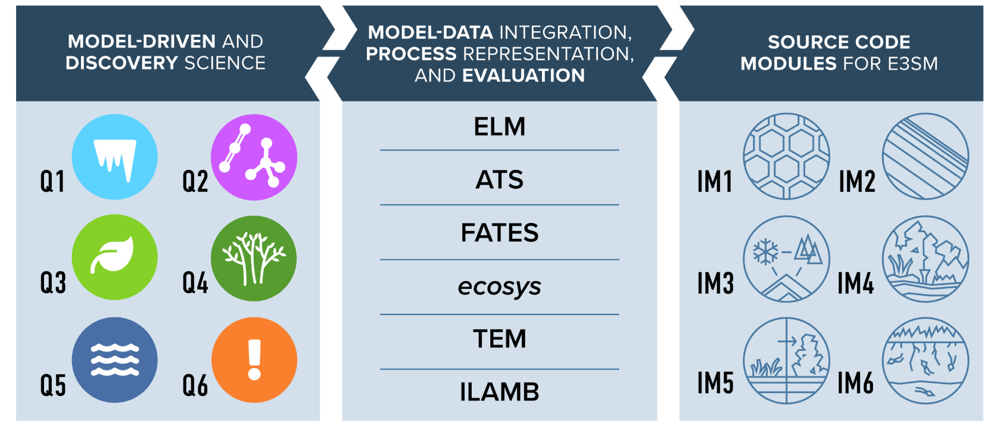 MODEL-DRIVEN AND
DISCOVERY SCIENCE
MODEL-DATA INTEGRATION,
PROCESS REPRESENTATION,
AND EVALUATION
SOURCE CODE
MODULES FOR E3SM
Q1
Q2
Q3
Q4
Q5
Q6
ELM
ATS
FATES
ecosys
TEM
ILAMB
IM1
IM2
IM3
IM4
IM5
IM6